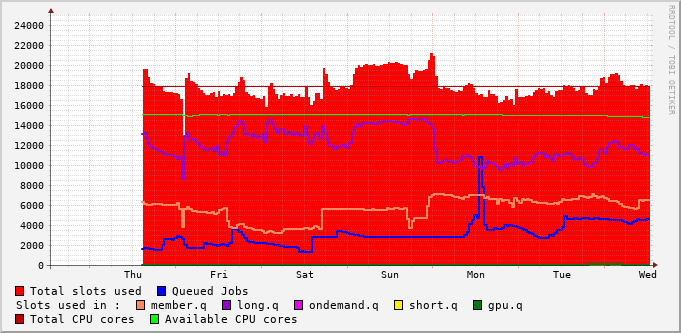 24000
22000
20000
18000
16000
14000
12000
10000
8000
6000
4000
2000
0
Thu Fri Sat Sun Mon Tue Wed
Total slots used Queued Jobs
Slots used in : member.q long.q ondemand.q short.q gpu.q
Total CPU cores Available CPU cores
RRDTOOL / TOBI OETIKER